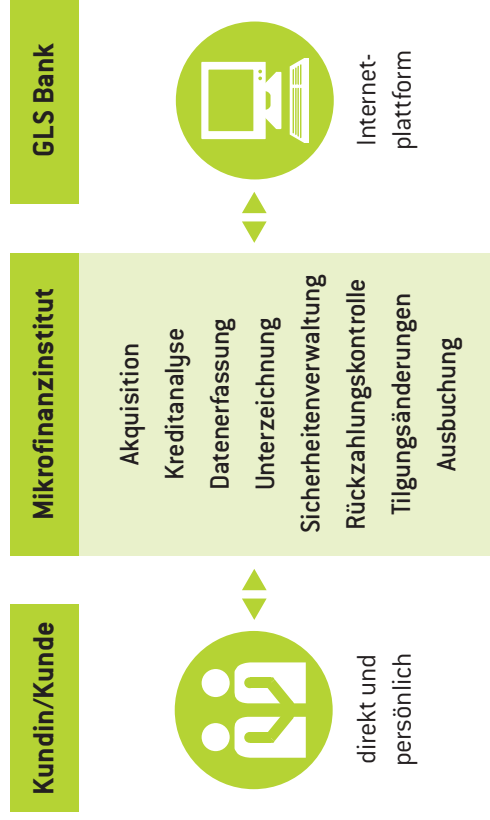 Kundin/Kunde
direkt und
persönlich
Mikrofinanzinstitut
Akquisition
Kreditanalyse
Datenerfassung
Unterzeichnung
Sicherheitenverwaltung
Rückzahlungskontrolle
Tilgungsänderungen
Ausbuchung
GLS Bank
Internet-
plattform